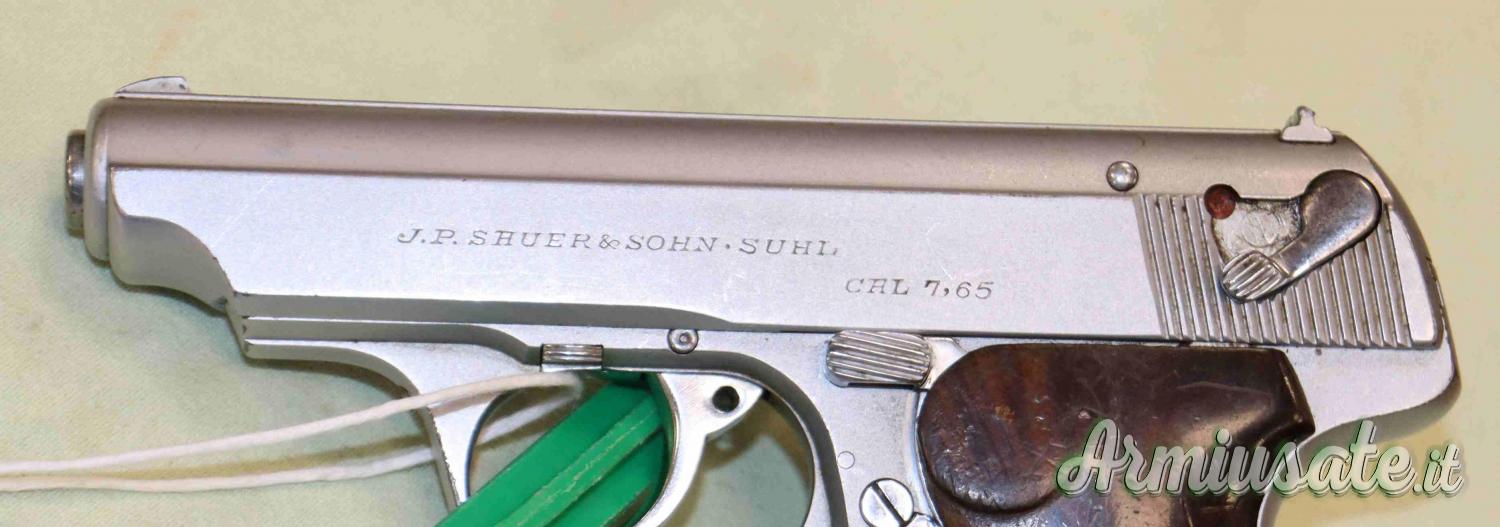 J.P. SAUER & SOHN · SUHL
CAL 7,65
Armiusate.it